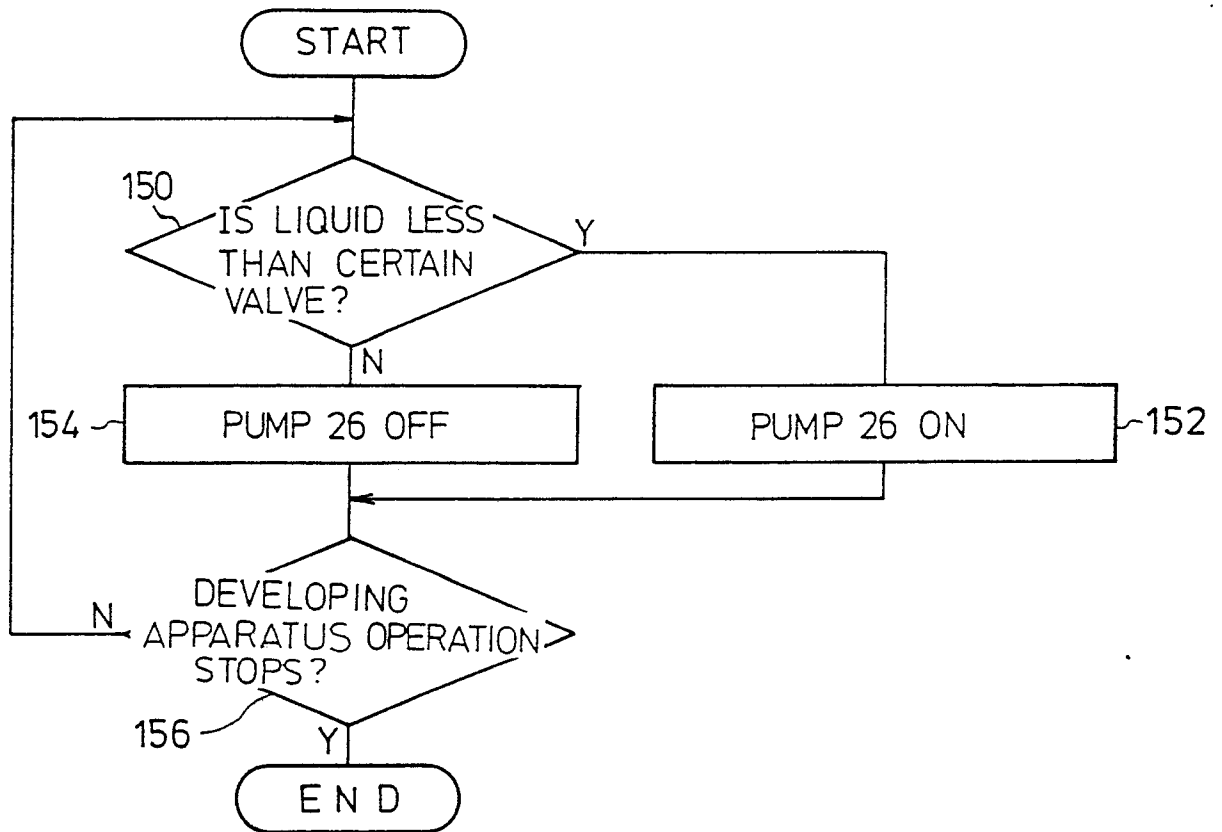 START
150
IS LIQUID LESS
THAN CERTAIN
VALVE?
Y
N
154
PUMP 26 OFF
PUMP 26 ON
152
DEVELOPING
APPARATUS OPERATION
STOPS?
N
156
Y
END